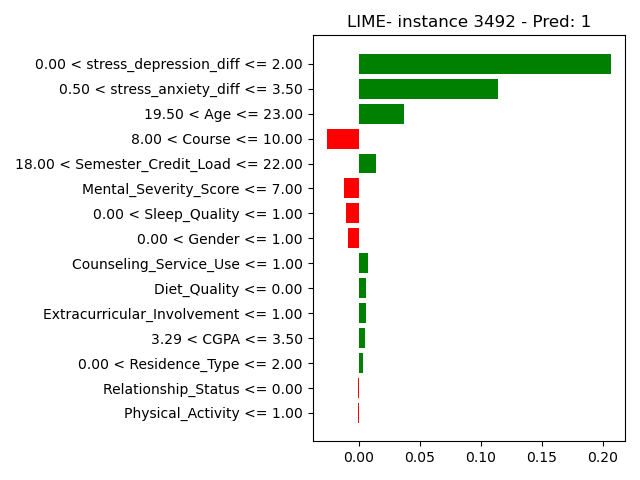 LIME- instance 3492 - Pred: 1
0.00 < stress_depression_diff <= 2.00
0.50 < stress_anxiety_diff <= 3.50
19.50 < Age <= 23.00
8.00 < Course <= 10.00
18.00 < Semester_Credit_Load <= 22.00
Mental_Severity_Score <= 7.00
0.00 < Sleep_Quality <= 1.00
0.00 < Gender <= 1.00
Counseling_Service_Use <= 1.00
Diet_Quality <= 0.00
Extracurricular_Involvement <= 1.00
3.29 < CGPA <= 3.50
0.00 < Residence_Type <= 2.00
Relationship_Status <= 0.00
Physical_Activity <= 1.00
0.00 0.05 0.10 0.15 0.20